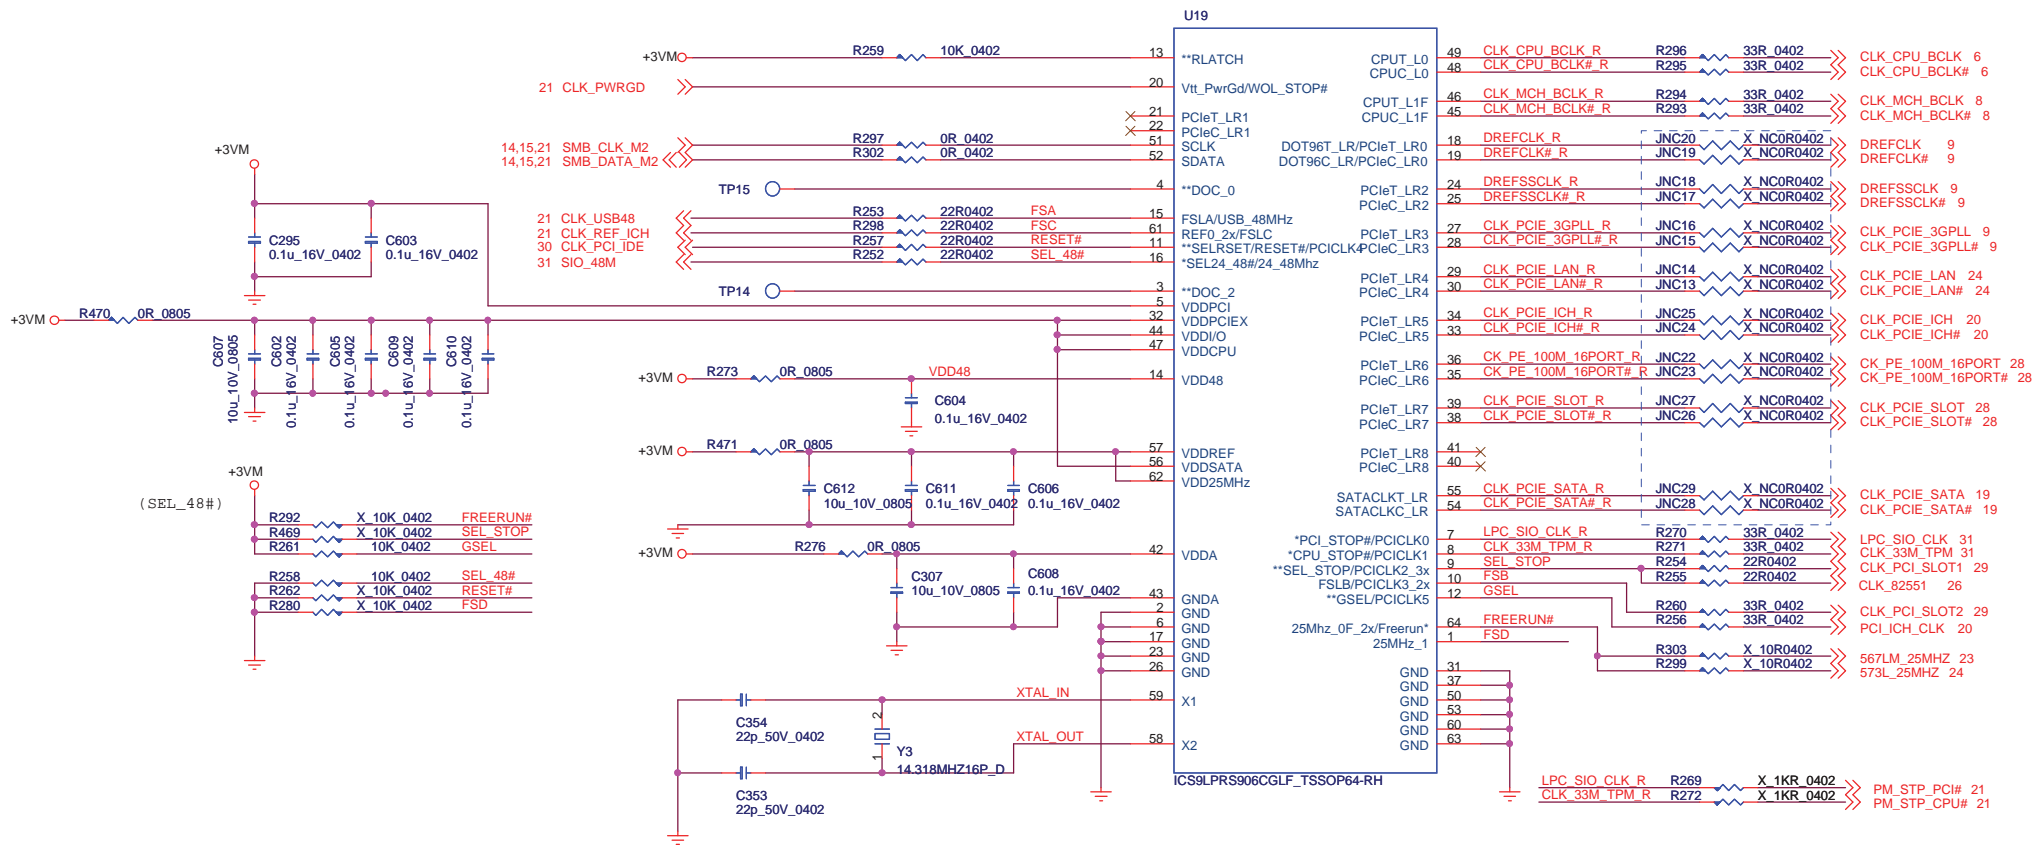 U19
+3VM R259 10K_0402 13 **RLATCH
21 CLK_PWRGD 20 Vtt_PwrGd/WOL_STOP#
21 PCIeT_LR1
22 PCIeC_LR1
14,15,21 SMB_CLK_M2 R297 0R_0402 51 SCLK
14,15,21 SMB_DATA_M2 R302 0R_0402 52 SDATA
TP15 4 **DOC_0
21 CLK_USB48 R253 22R0402 FSA 15 FSLA/USB_48MHz
21 CLK_REF_ICH R298 22R0402 FSC 61 REF0_2x/FSLC
30 CLK_PCI_IDE R257 22R0402 RESET# 11 **SELRSET/RESET#/PCICLK4
31 SIO_48M R252 22R0402 SEL_48# 16 *SEL24_48#/24_48Mhz
TP14 3 **DOC_2
5 VDDPCI
32 VDDPCIEX
44 VDDI/O
47 VDDCPU
+3VM R273 0R_0805 VDD48 14 VDD48
C604
0.1u_16V_0402
+3VM R471 0R_0805 57 VDDREF
56 VDDSATA
62 VDD25MHz
C612 C611 C606
10u_10V_0805 0.1u_16V_0402 0.1u_16V_0402
+3VM R276 0R_0805 42 VDDA
C307 C608
10u_10V_0805 0.1u_16V_0402
43 GNDA
2 GND
6 GND
17 GND
23 GND
26 GND
XTAL_IN 59 X1
C354
22p_50V_0402
2
1
Y3
14.318MHZ16P_D
XTAL_OUT 58 X2
C353
22p_50V_0402
ICS9LPRS906CGLF_TSSOP64-RH
+3VM
C295 C603
0.1u_16V_0402 0.1u_16V_0402
+3VM R470 0R_0805
C607
10u_10V_0805
C602
0.1u_16V_0402
C605
0.1u_16V_0402
C609
0.1u_16V_0402
C610
0.1u_16V_0402
+3VM
(SEL_48#)
R292 X_10K_0402 FREERUN#
R469 X_10K_0402 SEL_STOP
R261 10K_0402 GSEL
R258 10K_0402 SEL_48#
R262 X_10K_0402 RESET#
R280 X_10K_0402 FSD
CPUT_L0 49 CLK_CPU_BCLK_R R296 33R_0402 CLK_CPU_BCLK 6
CPUC_L0 48 CLK_CPU_BCLK#_R R295 33R_0402 CLK_CPU_BCLK# 6
CPUT_L1F 46 CLK_MCH_BCLK_R R294 33R_0402 CLK_MCH_BCLK 8
CPUC_L1F 45 CLK_MCH_BCLK#_R R293 33R_0402 CLK_MCH_BCLK# 8
DOT96T_LR/PCIeT_LR0 18 DREFCLK_R JNC20 X_NC0R0402 DREFCLK 9
DOT96C_LR/PCIeC_LR0 19 DREFCLK#_R JNC19 X_NC0R0402 DREFCLK# 9
PCIeT_LR2 24 DREFSSCLK_R JNC18 X_NC0R0402 DREFSSCLK 9
PCIeC_LR2 25 DREFSSCLK#_R JNC17 X_NC0R0402 DREFSSCLK# 9
PCIeT_LR3 27 CLK_PCIE_3GPLL_R JNC16 X_NC0R0402 CLK_PCIE_3GPLL 9
PCIeC_LR3 28 CLK_PCIE_3GPLL#_R JNC15 X_NC0R0402 CLK_PCIE_3GPLL# 9
PCIeT_LR4 29 CLK_PCIE_LAN_R JNC14 X_NC0R0402 CLK_PCIE_LAN 24
PCIeC_LR4 30 CLK_PCIE_LAN#_R JNC13 X_NC0R0402 CLK_PCIE_LAN# 24
PCIeT_LR5 34 CLK_PCIE_ICH_R JNC25 X_NC0R0402 CLK_PCIE_ICH 20
PCIeC_LR5 33 CLK_PCIE_ICH#_R JNC24 X_NC0R0402 CLK_PCIE_ICH# 20
PCIeT_LR6 36 CK_PE_100M_16PORT_R JNC22 X_NC0R0402 CK_PE_100M_16PORT 28
PCIeC_LR6 35 CK_PE_100M_16PORT#_R JNC23 X_NC0R0402 CK_PE_100M_16PORT# 28
PCIeT_LR7 39 CLK_PCIE_SLOT_R JNC27 X_NC0R0402 CLK_PCIE_SLOT 28
PCIeC_LR7 38 CLK_PCIE_SLOT#_R JNC26 X_NC0R0402 CLK_PCIE_SLOT# 28
PCIeT_LR8 41
PCIeC_LR8 40
SATACLKT_LR 55 CLK_PCIE_SATA_R JNC29 X_NC0R0402 CLK_PCIE_SATA 19
SATACLKC_LR 54 CLK_PCIE_SATA#_R JNC28 X_NC0R0402 CLK_PCIE_SATA# 19
*PCI_STOP#/PCICLK0 7 LPC_SIO_CLK_R R270 33R_0402 LPC_SIO_CLK 31
*CPU_STOP#/PCICLK1 8 CLK_33M_TPM_R R271 33R_0402 CLK_33M_TPM 31
**SEL_STOP/PCICLK2_3x 9 SEL_STOP R254 22R0402 CLK_PCI_SLOT1 29
FSLB/PCICLK3_2x 10 FSB R255 22R0402 CLK_82551 26
**GSEL/PCICLK5 12 GSEL
R260 33R_0402 CLK_PCI_SLOT2 29
R256 33R_0402 PCI_ICH_CLK 20
25Mhz_0F_2x/Freerun* 64 FREERUN#
25MHz_1 1 FSD
R303 X_10R0402 567LM_25MHZ 23
R299 X_10R0402 573L_25MHZ 24
GND 31
GND 37
GND 50
GND 53
GND 60
GND 63
LPC_SIO_CLK_R R269 X_1KR_0402 PM_STP_PCI# 21
CLK_33M_TPM_R R272 X_1KR_0402 PM_STP_CPU# 21